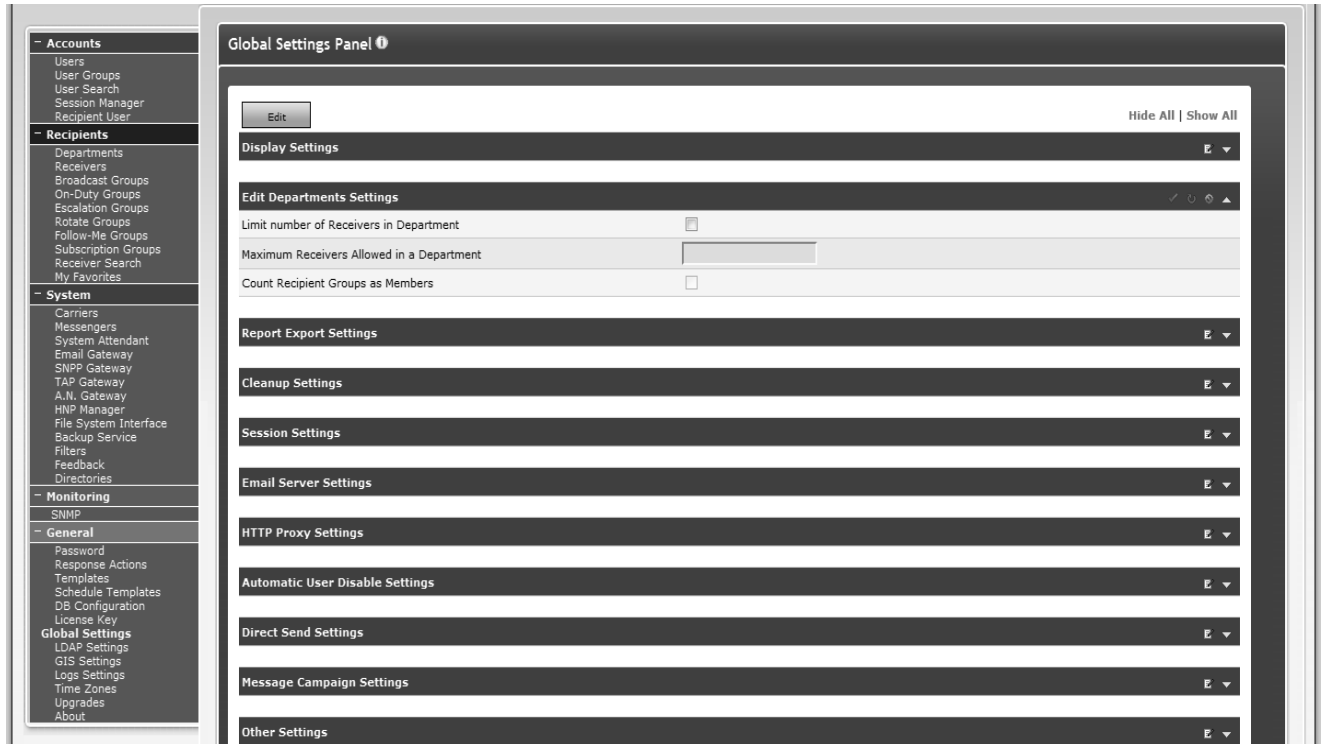 − Accounts
Users
User Groups
User Search
Session Manager
Recipient User
− Recipients
Departments
Receivers
Broadcast Groups
On-Duty Groups
Escalation Groups
Rotate Groups
Follow-Me Groups
Subscription Groups
Receiver Search
My Favorites
− System
Carriers
Messengers
System Attendant
Email Gateway
SNPP Gateway
TAP Gateway
A.N. Gateway
HNP Manager
File System Interface
Backup Service
Filters
Feedback
Directories
− Monitoring
SNMP
− General
Password
Response Actions
Templates
Schedule Templates
DB Configuration
License Key
Global Settings
LDAP Settings
GIS Settings
Logs Settings
Time Zones
Upgrades
About
Global Settings Panel
Edit
Hide All | Show All
Display Settings E
Edit Departments Settings
Limit number of Receivers in Department
Maximum Receivers Allowed in a Department
Count Recipient Groups as Members
Report Export Settings E
Cleanup Settings E
Session Settings E
Email Server Settings E
HTTP Proxy Settings E
Automatic User Disable Settings E
Direct Send Settings E
Message Campaign Settings E
Other Settings E